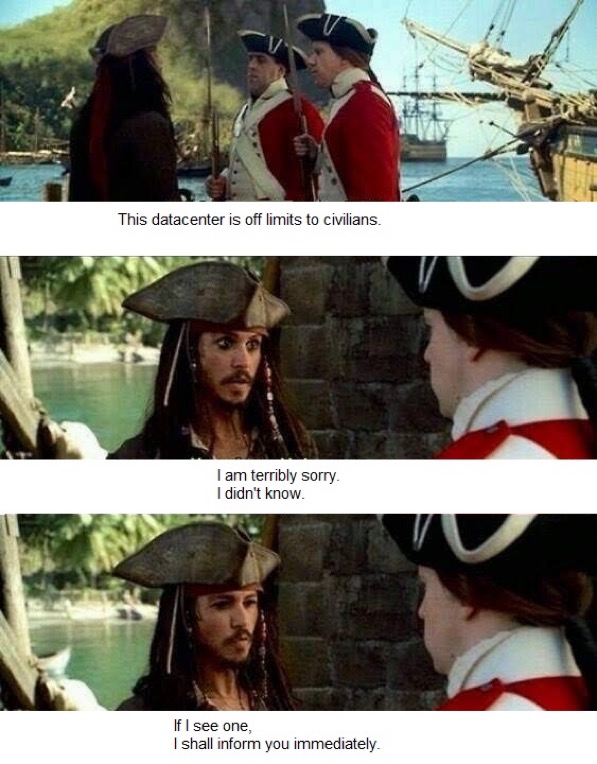 This datacenter is off limits to civilians.
I am terribly sorry.
I didn't know.
If I see one,
I shall inform you immediately.